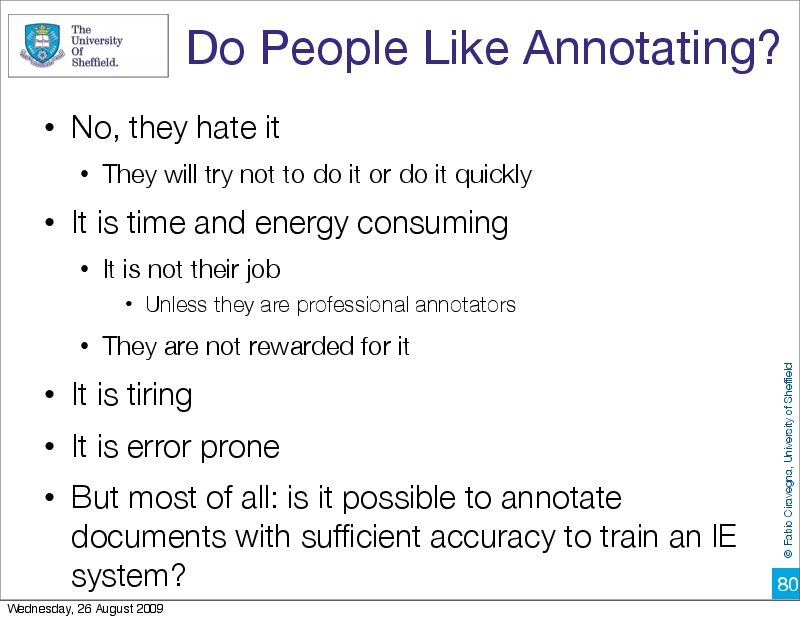 The
University
Of
Sheffield.
Do People Like Annotating?
• No, they hate it
• They will try not to do it or do it quickly
• It is time and energy consuming
• It is not their job
• Unless they are professional annotators
• They are not rewarded for it
• It is tiring
• It is error prone
• But most of all: is it possible to annotate
documents with sufficient accuracy to train an IE
system?
© Fabio Ciravegna, University of Sheffield
80
Wednesday, 26 August 2009